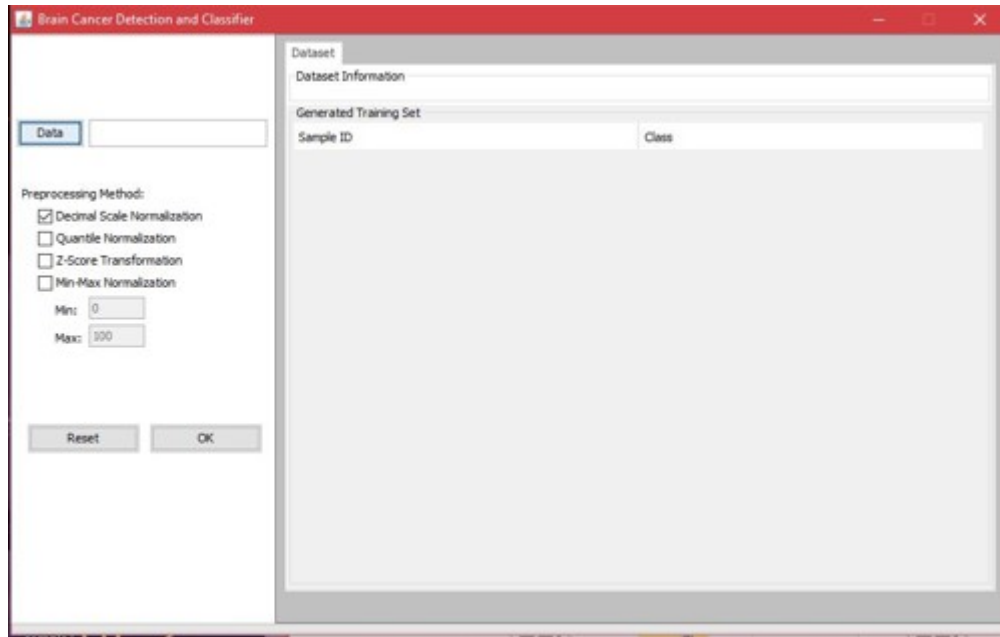 Brain Cancer Detection and Classifier
Dataset
Dataset Information
Generated Training Set
Sample ID Class
Data
Preprocessing Method:
Decimal Scale Normalization
Quantile Normalization
Z-Score Transformation
Min-Max Normalization
Min: 0
Max: 100
Reset OK